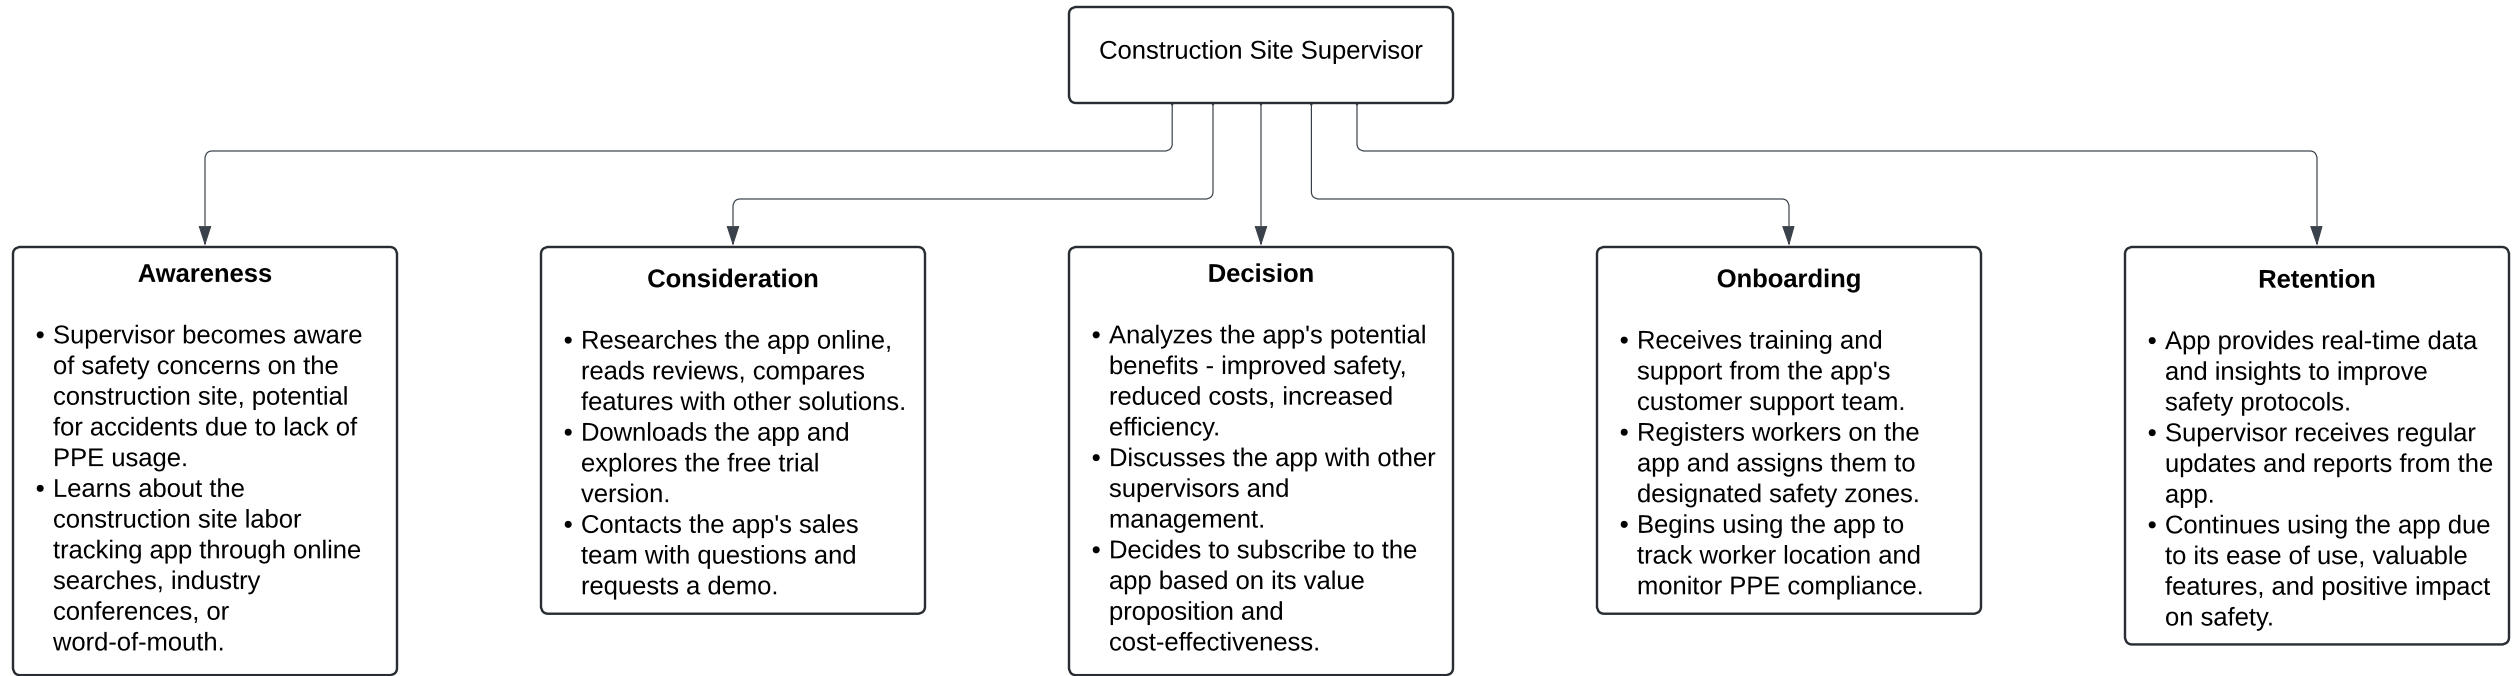 Construction Site Supervisor
Awareness
• Supervisor becomes aware
of safety concerns on the
construction site, potential
for accidents due to lack of
PPE usage.
• Learns about the
construction site labor
tracking app through online
searches, industry
conferences, or
word-of-mouth.
Consideration
• Researches the app online,
reads reviews, compares
features with other solutions.
• Downloads the app and
explores the free trial
version.
• Contacts the app's sales
team with questions and
requests a demo.
Decision
• Analyzes the app's potential
benefits - improved safety,
reduced costs, increased
efficiency.
• Discusses the app with other
supervisors and
management.
• Decides to subscribe to the
app based on its value
proposition and
cost-effectiveness.
Onboarding
• Receives training and
support from the app's
customer support team.
• Registers workers on the
app and assigns them to
designated safety zones.
• Begins using the app to
track worker location and
monitor PPE compliance.
Retention
• App provides real-time data
and insights to improve
safety protocols.
• Supervisor receives regular
updates and reports from the
app.
• Continues using the app due
to its ease of use, valuable
features, and positive impact
on safety.